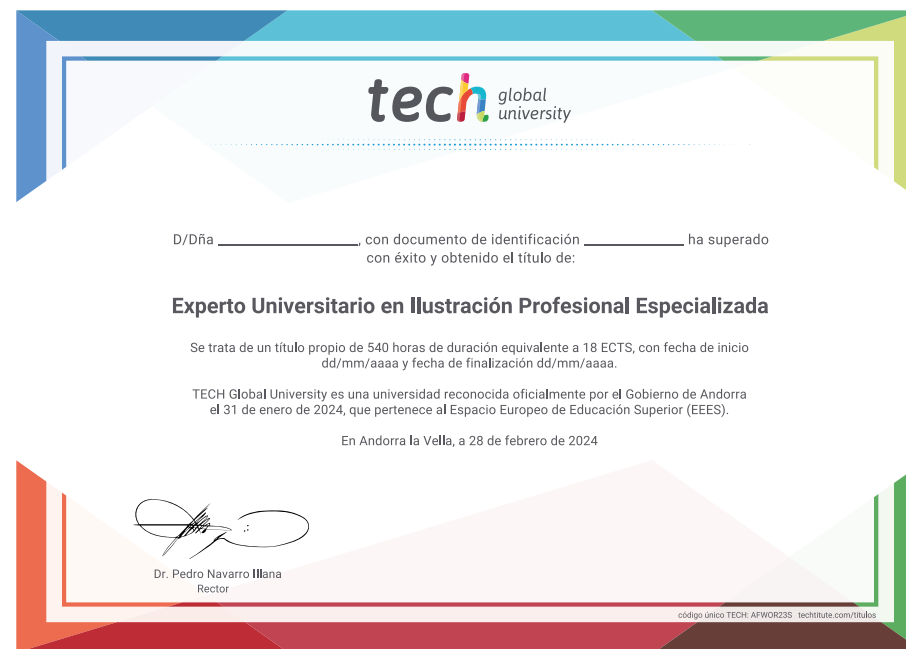 tech global university
D/Dña ____________________, con documento de identificación ______________ ha superado
con éxito y obtenido el título de:
Experto Universitario en Ilustración Profesional Especializada
Se trata de un título propio de 540 horas de duración equivalente a 18 ECTS, con fecha de inicio
dd/mm/aaaa y fecha de finalización dd/mm/aaaa.
TECH Global University es una universidad reconocida oficialmente por el Gobierno de Andorra
el 31 de enero de 2024, que pertenece al Espacio Europeo de Educación Superior (EEES).
En Andorra la Vella, a 28 de febrero de 2024
Dr. Pedro Navarro Illana
Rector
código único TECH: AFWOR23S techtitute.com/titulos